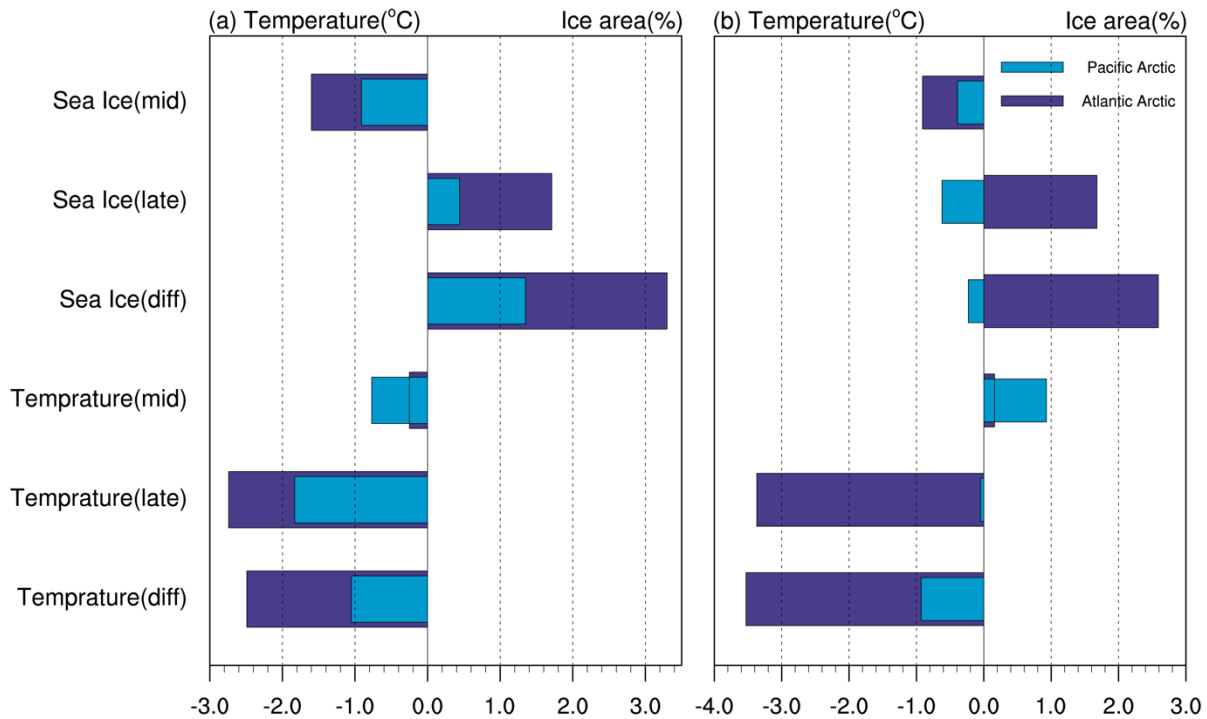 (a) Temperature(°C) Ice area(%)
(b) Temperature(°C) Ice area(%)
Pacific Arctic
Atlantic Arctic
Sea Ice(mid)
Sea Ice(late)
Sea Ice(diff)
Temprature(mid)
Temprature(late)
Temprature(diff)
-3.0 -2.0 -1.0 0.0 1.0 2.0 3.0
-4.0 -3.0 -2.0 -1.0 0.0 1.0 2.0 3.0